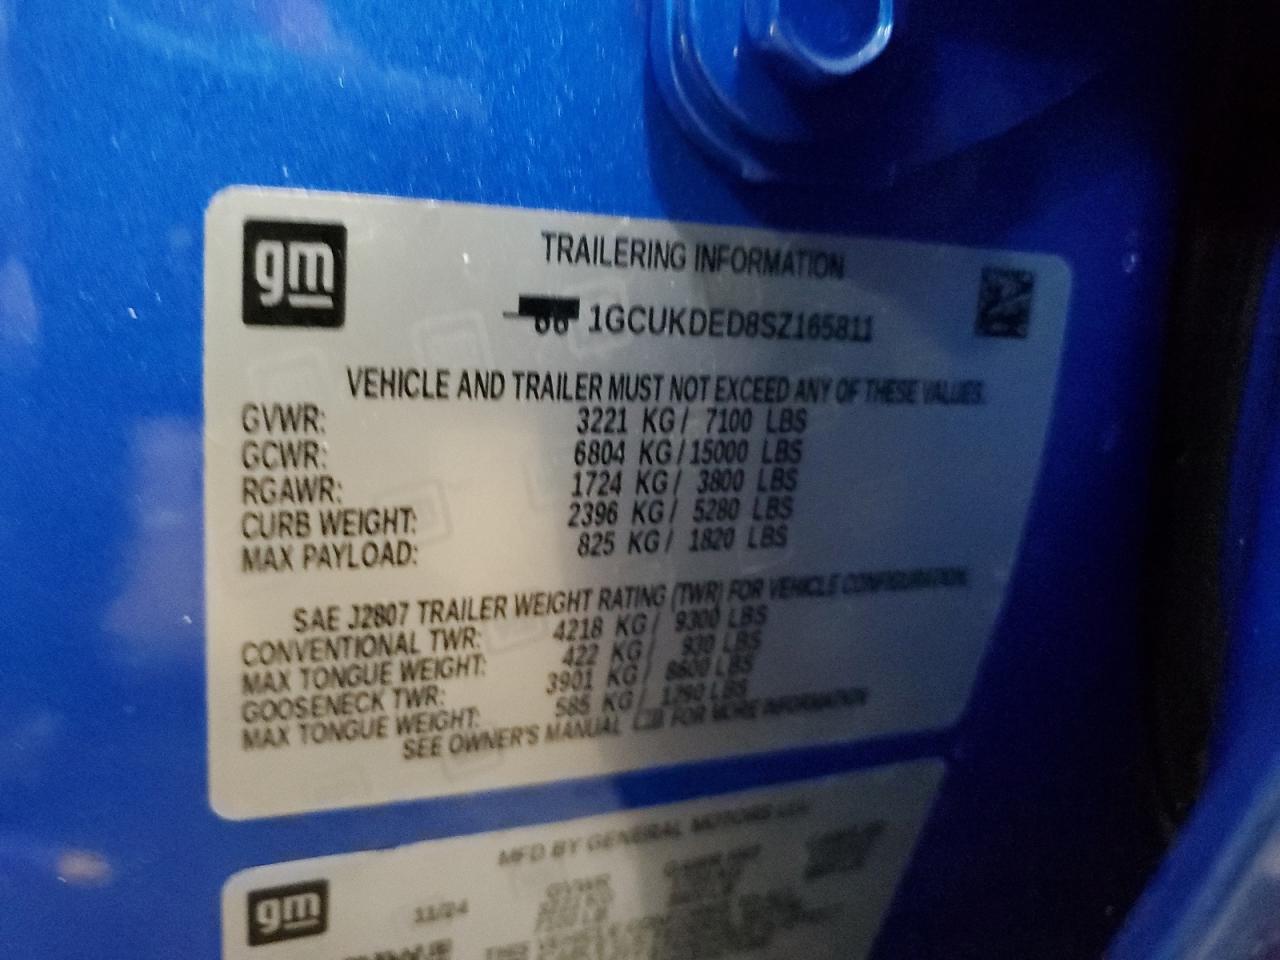 gm
TRAILERING INFORMATION
1GCUKDED8SZ165811
VEHICLE AND TRAILER MUST NOT EXCEED ANY OF THESE VALUES.
GVWR: 3221 KG/ 7100 LBS
GCWR: 6804 KG/15000 LBS
RGAWR: 1724 KG/ 3800 LBS
CURB WEIGHT: 2396 KG/ 5280 LBS
MAX PAYLOAD: 825 KG/ 1820 LBS
SAE J2807 TRAILER WEIGHT RATING (TWR) FOR VEHICLE CONFIGURATION.
CONVENTIONAL TWR: 4218 KG/ 9300 LBS
MAX TONGUE WEIGHT: 422 KG/ 930 LBS
GOOSENECK TWR: 3901 KG/ 8600 LBS
MAX TONGUE WEIGHT: 585 KG/ 1290 LBS
SEE OWNER'S MANUAL FOR MORE INFORMATION
gm
MFD BY GENERAL MOTORS LLC
11/24 GVWR
THIS VEHICLE